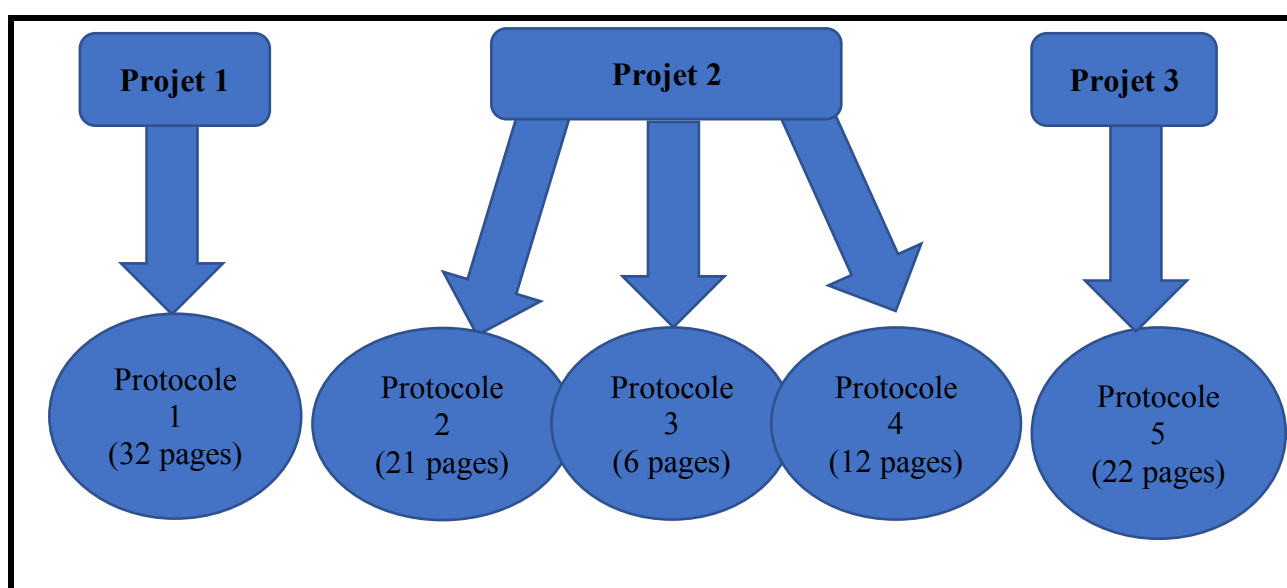 Projet 1
Projet 2
Projet 3
Protocole
1
(32 pages)
Protocole
2
(21 pages)
Protocole
3
(6 pages)
Protocole
4
(12 pages)
Protocole
5
(22 pages)